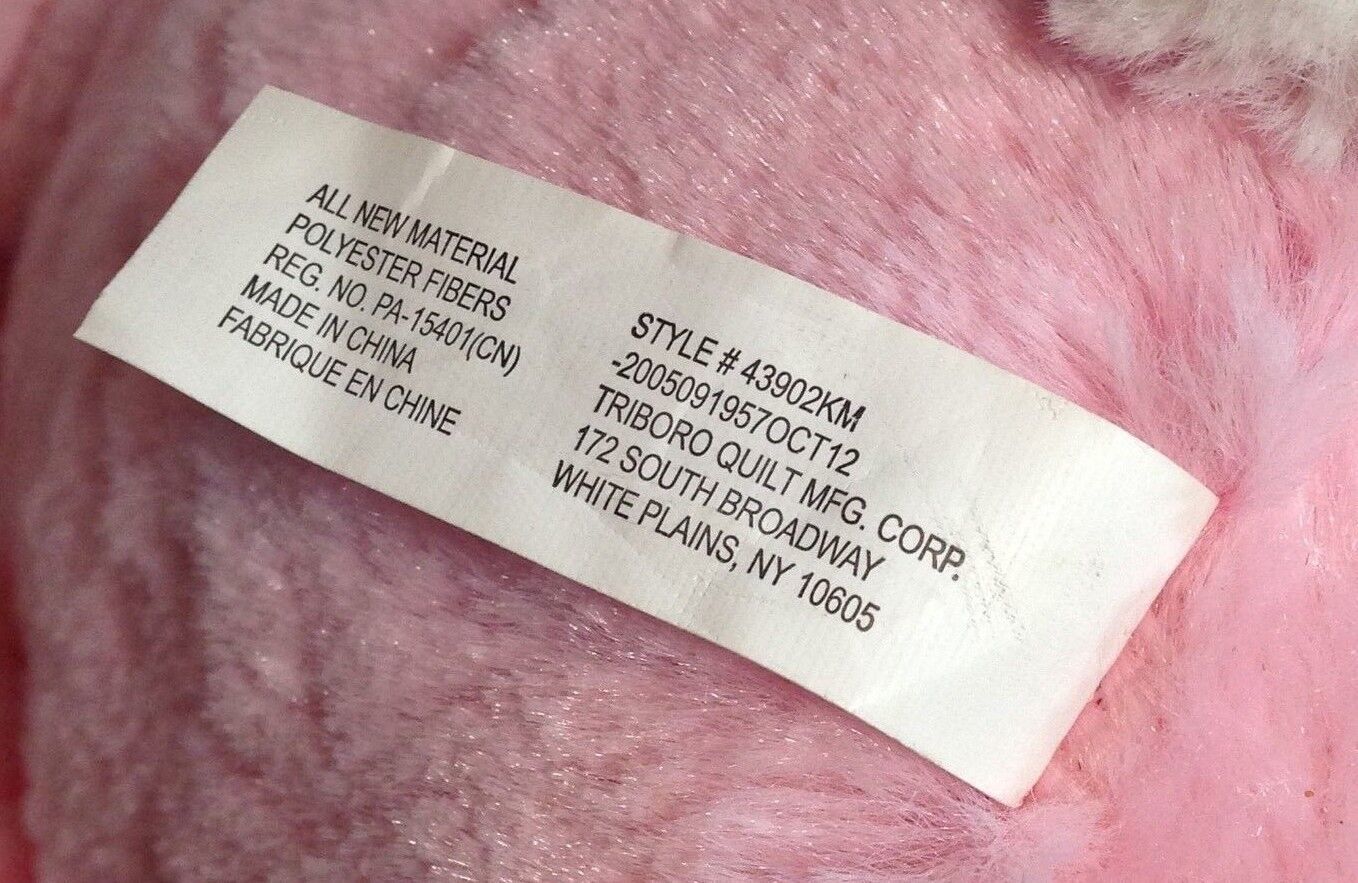 ALL NEW MATERIAL
POLYESTER FIBERS
REG. NO. PA-15401(CN)
MADE IN CHINA
FABRIQUE EN CHINE
STYLE # 43902KM
-2005091957OCT12
TRIBORO QUILT MFG. CORP.
172 SOUTH BROADWAY
WHITE PLAINS, NY 10605